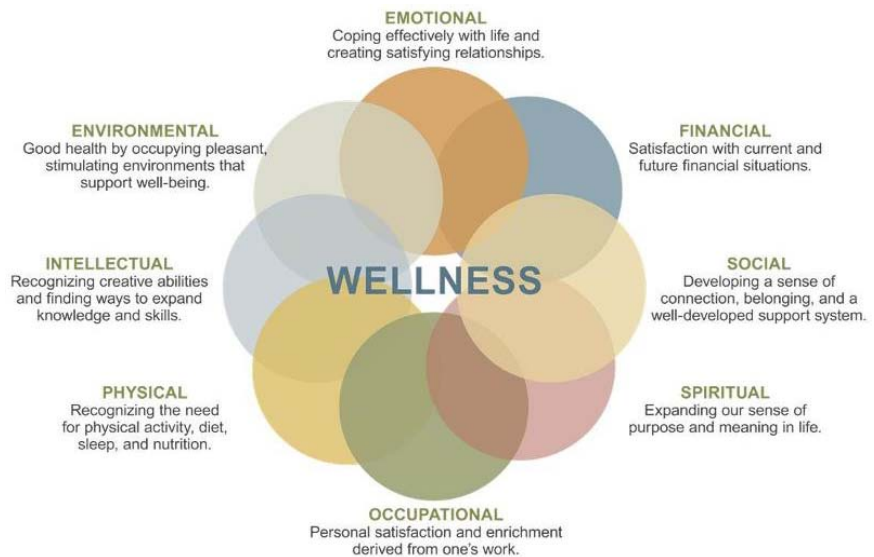 EMOTIONAL
Coping effectively with life and
creating satisfying relationships.
ENVIRONMENTAL
Good health by occupying pleasant,
stimulating environments that
support well-being.
FINANCIAL
Satisfaction with current and
future financial situations.
INTELLECTUAL
Recognizing creative abilities
and finding ways to expand
knowledge and skills.
WELLNESS
SOCIAL
Developing a sense of
connection, belonging, and a
well-developed support system.
PHYSICAL
Recognizing the need
for physical activity, diet,
sleep, and nutrition.
SPIRITUAL
Expanding our sense of
purpose and meaning in life.
OCCUPATIONAL
Personal satisfaction and enrichment
derived from one's work.